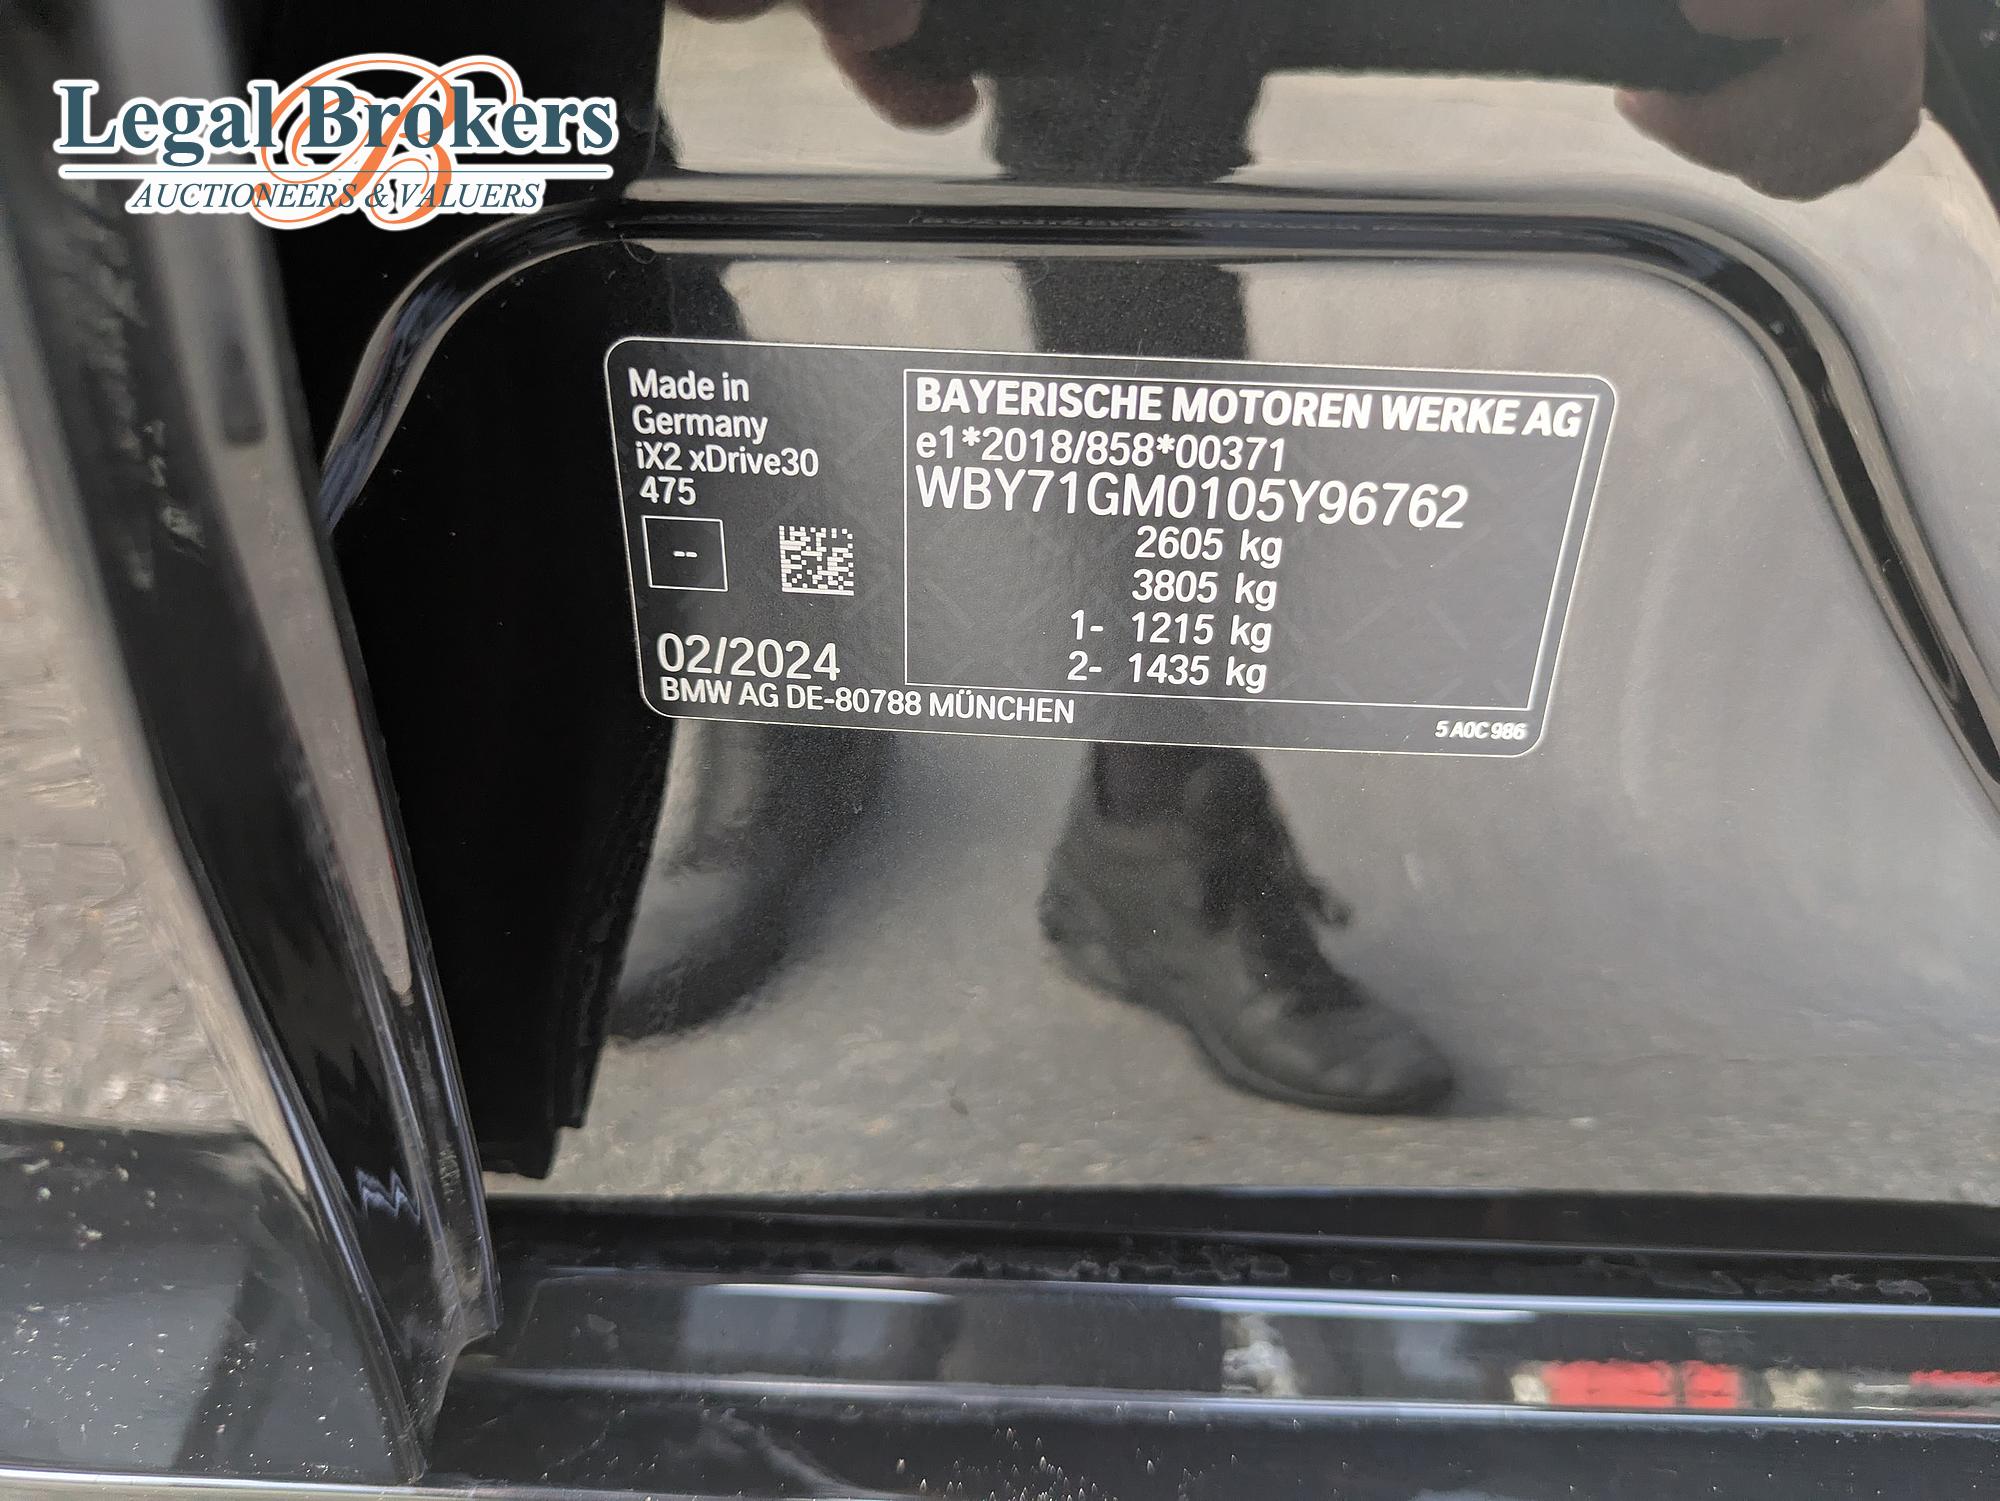 Legal Brokers
AUCTIONEERS & VALUERS
Made in
Germany
iX2 xDrive30
475
--
02/2024
BMW AG DE-80788 MÜNCHEN
BAYERISCHE MOTOREN WERKE AG
e1*2018/858*00371
WBY71GM0105Y96762
2605 kg
3805 kg
1- 1215 kg
2- 1435 kg
5 A0C 986